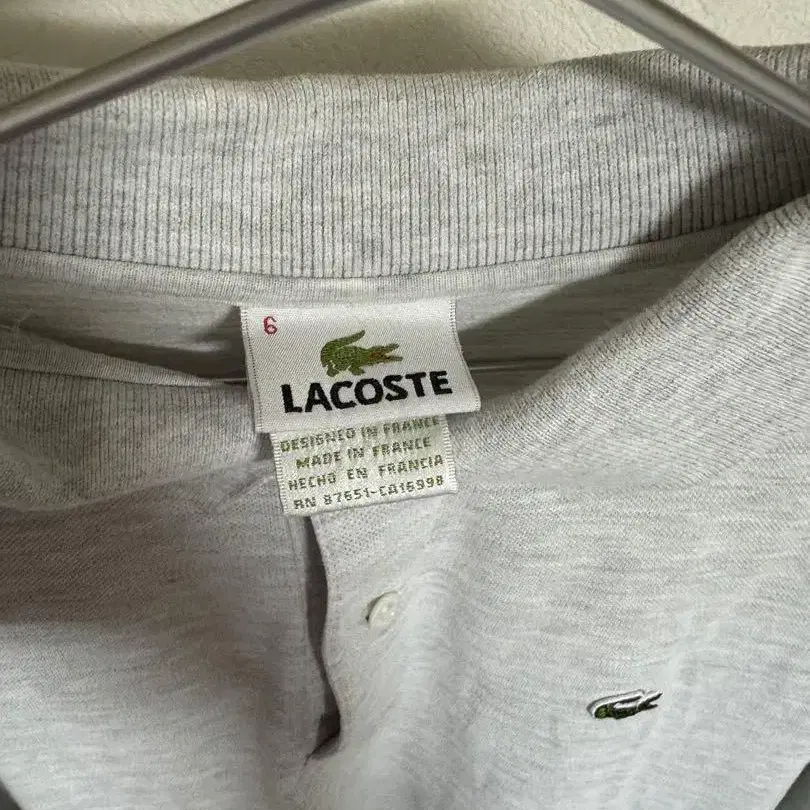 6
LACOSTE
DESIGNED IN FRANCE
MADE IN FRANCE
HECHO EN FRANCIA
RN 87651-CA16998